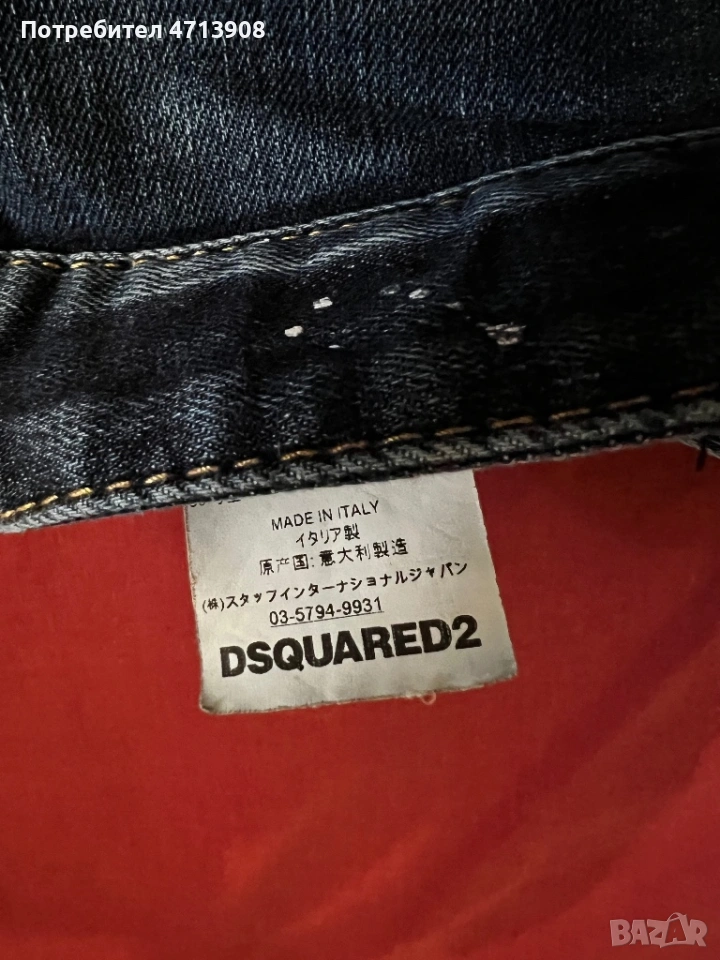 Потребител 4713908
MADE IN ITALY
イタリア製
原产国: 意大利製造
(株)スタッフインターナショナルジャパン
03-5794-9931
DSQUARED2
BAZAR